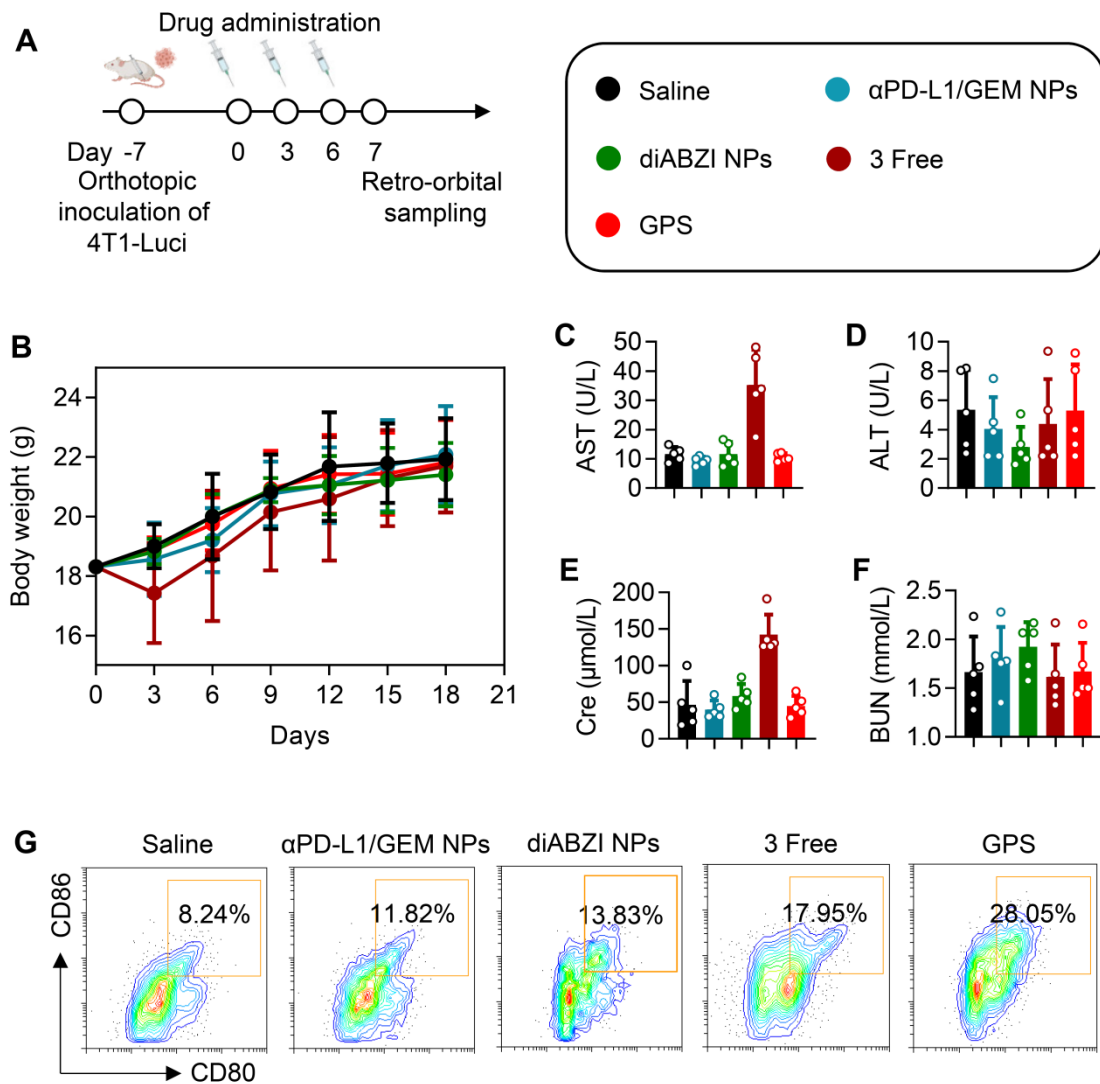 A
Drug administration
Day -7 0 3 6 7
Orthotopic
inoculation of
4T1-Luci
Retro-orbital
sampling
Saline
αPD-L1/GEM NPs
diABZI NPs
3 Free
GPS
B
Body weight (g)
24
22
20
18
16
0 3 6 9 12 15 18 21
Days
C
AST (U/L)
50
40
30
20
10
0
D
ALT (U/L)
10
8
6
4
2
0
E
Cre (μmol/L)
200
150
100
50
0
F
BUN (mmol/L)
2.5
2.0
1.5
1.0
G
Saline αPD-L1/GEM NPs diABZI NPs 3 Free GPS
CD86
8.24% 11.82% 13.83% 17.95% 28.05%
CD80